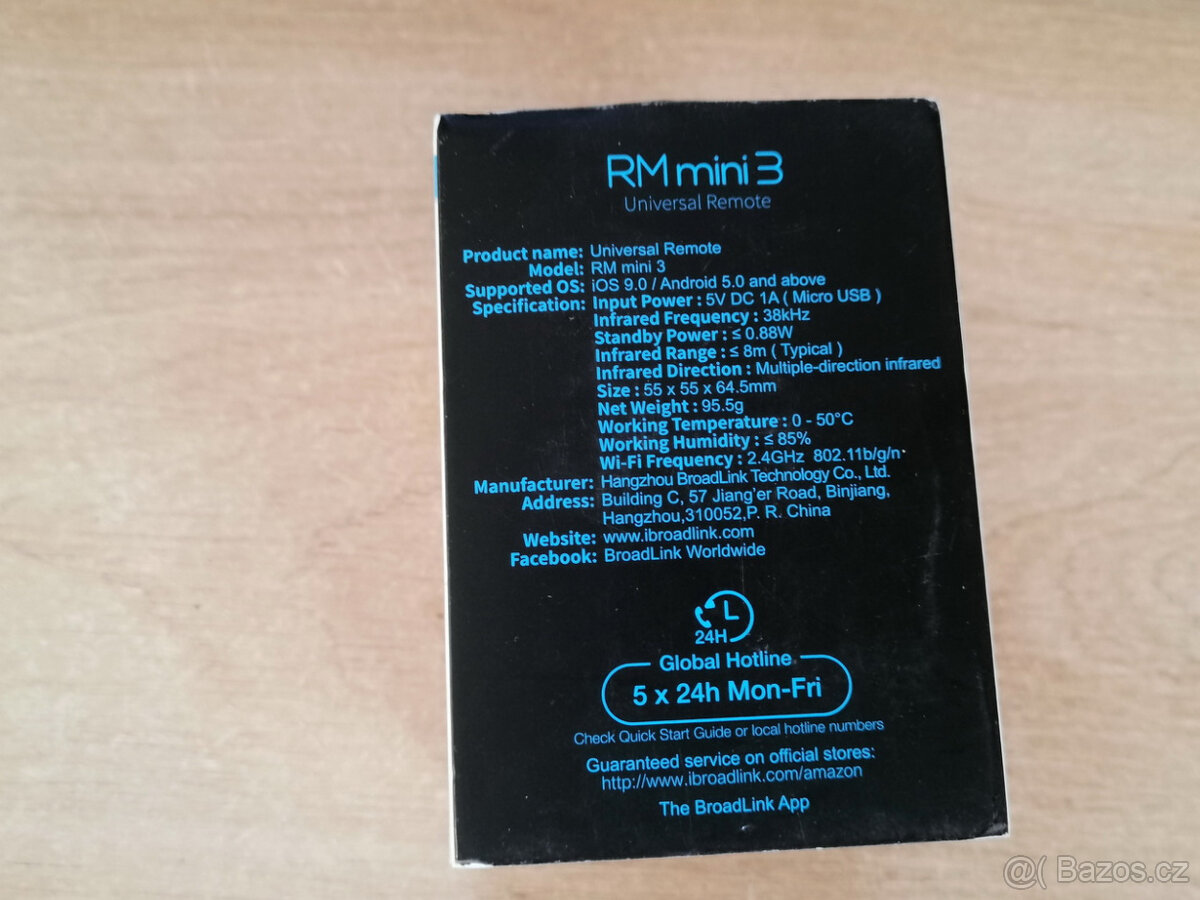 RM mini 3
Universal Remote
Product name: Universal Remote
Model: RM mini 3
Supported OS: iOS 9.0 / Android 5.0 and above
Specification: Input Power : 5V DC 1A ( Micro USB )
Infrared Frequency : 38kHz
Standby Power : ≤ 0.88W
Infrared Range : ≤ 8m ( Typical )
Infrared Direction : Multiple-direction infrared
Size : 55 x 55 x 64.5mm
Net Weight : 95.5g
Working Temperature : 0 - 50°C
Working Humidity : ≤ 85%
Wi-Fi Frequency : 2.4GHz 802.11b/g/n
Manufacturer: Hangzhou BroadLink Technology Co., Ltd.
Address: Building C, 57 Jiang'er Road, Binjiang,
Hangzhou,310052,P. R. China
Website: www.ibroadlink.com
Facebook: BroadLink Worldwide
24H
Global Hotline
5 x 24h Mon-Fri
Check Quick Start Guide or local hotline numbers
Guaranteed service on official stores:
http://www.ibroadlink.com/amazon
The BroadLink App
@( Bazos.cz